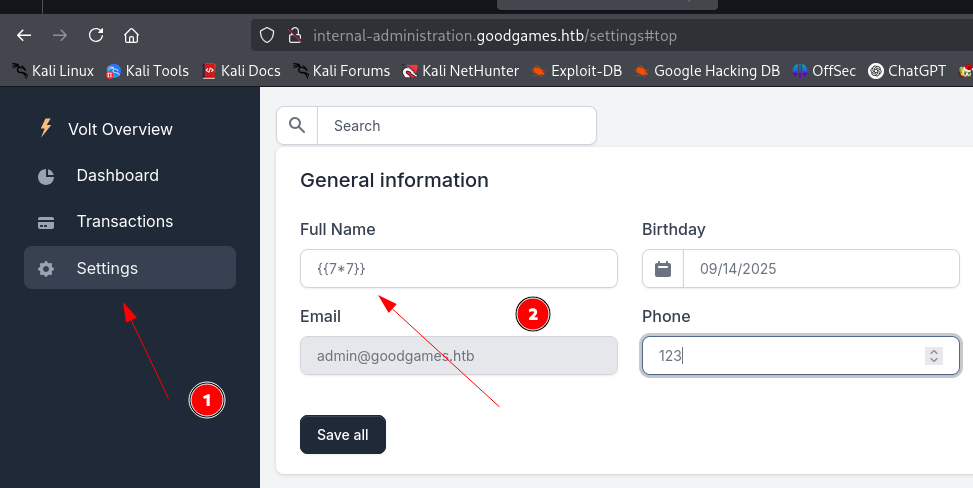 internal-administration.goodgames.htb/settings#top
Kali Linux Kali Tools Kali Docs Kali Forums Kali NetHunter Exploit-DB Google Hacking DB OffSec ChatGPT
Volt Overview
Dashboard
Transactions
Settings
1
Search
General information
Full Name Birthday
{{7*7}} 09/14/2025
2
Email Phone
admin@goodgames.htb 123
Save all